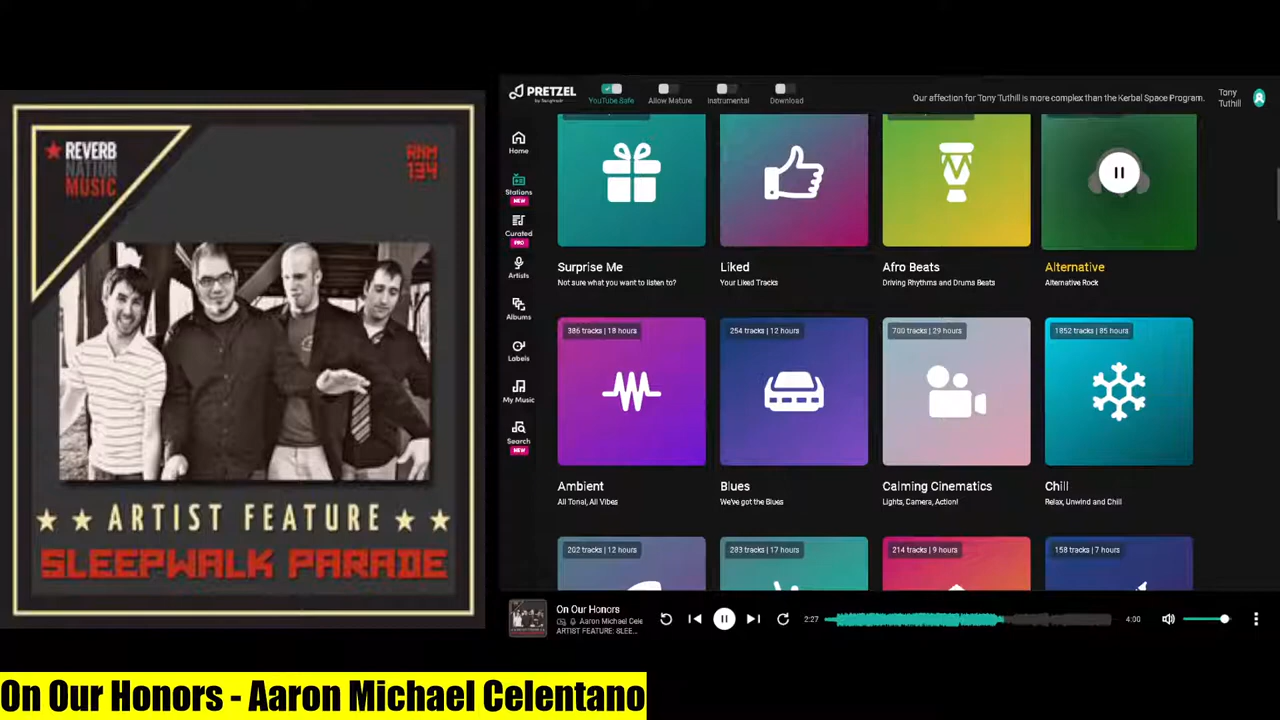 REVERB
NATION
MUSIC
RNM
134
ARTIST FEATURE
SLEEPWALK PARADE
PRETZEL
YouTube Safe
Allow Mature
Instrumental
Download
Our affection for Tony Tuthill is more complex than the Kerbal Space Program.
Tony
Tuthill
Home
Stations
NEW
Curated
PRO
Artists
Albums
Labels
My Music
Search
NEW
Surprise Me
Not sure what you want to listen to?
Liked
Your Liked Tracks
Afro Beats
Driving Rhythms and Drums Beats
Alternative
Alternative Rock
386 tracks | 18 hours
254 tracks | 12 hours
700 tracks | 29 hours
1852 tracks | 85 hours
Ambient
All Tonal, All Vibes
Blues
We've got the Blues
Calming Cinematics
Lights, Camera, Action!
Chill
Relax, Unwind and Chill
202 tracks | 12 hours
283 tracks | 17 hours
214 tracks | 9 hours
158 tracks | 7 hours
On Our Honors
Aaron Michael Cele
ARTIST FEATURE: SLEE...
2:27
4:00
On Our Honors - Aaron Michael Celentano